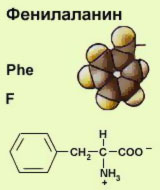 Фенилаланин
Phe
F
H
CH₂
C
COO⁻
NH₃
+